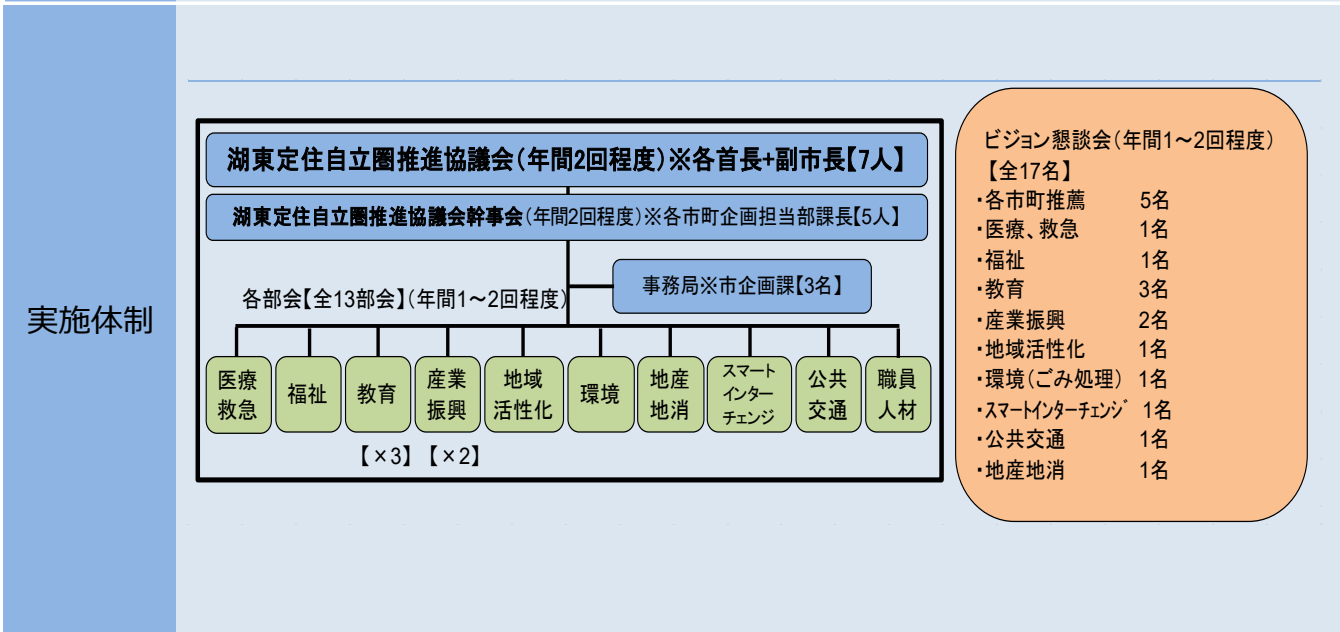 実施体制
湖東定住自立圏推進協議会(年間2回程度)※各首長+副市長【7人】
湖東定住自立圏推進協議会幹事会(年間2回程度)※各市町企画担当部課長【5人】
事務局※市企画課【3名】
各部会【全13部会】(年間1～2回程度)
医療
救急
福祉
教育
産業
振興
地域
活性化
環境
地産
地消
スマート
インター
チェンジ
公共
交通
職員
人材
【×3】【×2】
ビジョン懇談会(年間1～2回程度)
【全17名】
・各市町推薦 5名
・医療、救急 1名
・福祉 1名
・教育 3名
・産業振興 2名
・地域活性化 1名
・環境(ごみ処理) 1名
・ｽﾏｰﾄｲﾝﾀｰﾁｪﾝｼﾞ 1名
・公共交通 1名
・地産地消 1名